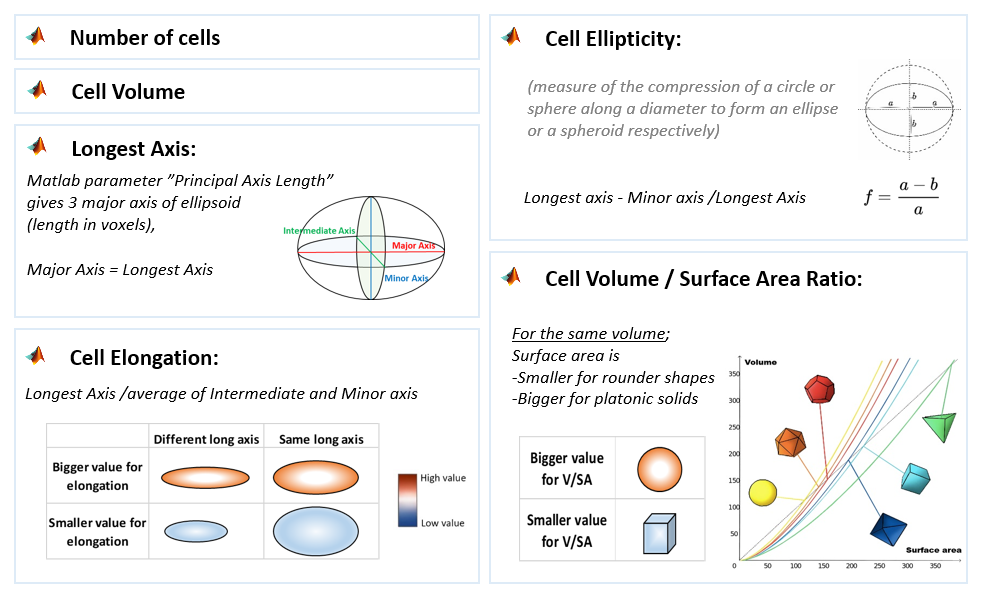 Number of cells
Cell Volume
Longest Axis:
Matlab parameter ”Principal Axis Length”
gives 3 major axis of ellipsoid
(length in voxels),
Major Axis = Longest Axis
Intermediate Axis
Major Axis
Minor Axis
Cell Elongation:
Longest Axis /average of Intermediate and Minor axis
Different long axis
Same long axis
Bigger value for
elongation
Smaller value for
elongation
High value
Low value
Cell Ellipticity:
(measure of the compression of a circle or
sphere along a diameter to form an ellipse
or a spheroid respectively)
a
b
a
b
Longest axis - Minor axis /Longest Axis
f = a − b
a
Cell Volume / Surface Area Ratio:
For the same volume;
Surface area is
-Smaller for rounder shapes
-Bigger for platonic solids
Bigger value
for V/SA
Smaller value
for V/SA
Volume
350
300
250
200
150
100
50
Surface area
0 50 100 150 200 250 300 350